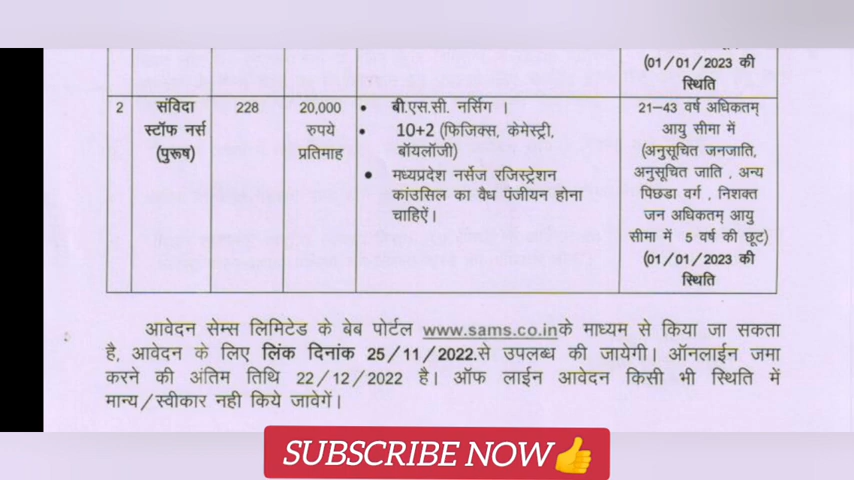 (01/01/2023 की
स्थिति
2 संविदा स्टॉफ नर्स (पुरूष) 228 20,000 रुपये प्रतिमाह
• बी.एस.सी. नर्सिग ।
• 10+2 (फिजिक्स, केमेस्ट्री,
बॉयलॉजी)
• मध्यप्रदेश नर्सेज रजिस्ट्रेशन
कांउसिल का वैध पंजीयन होना
चाहिऐं।
21–43 वर्ष अधिकतम्
आयु सीमा में
(अनुसूचित जनजाति,
अनुसूचित जाति , अन्य
पिछडा वर्ग , निशक्त
जन अधिकतम् आयु
सीमा में 5 वर्ष की छूट)
(01/01/2023 की
स्थिति
आवेदन सेम्स लिमिटेड के बेब पोर्टल www.sams.co.inके माध्यम से किया जा सकता
है, आवेदन के लिए लिंक दिनांक 25/11/2022.से उपलब्ध की जायेगी। ऑनलाईन जमा
करने की अंतिम तिथि 22/12/2022 है। ऑफ लाईन आवेदन किसी भी स्थिति में
मान्य/स्वीकार नही किये जावेगें।
SUBSCRIBE NOW